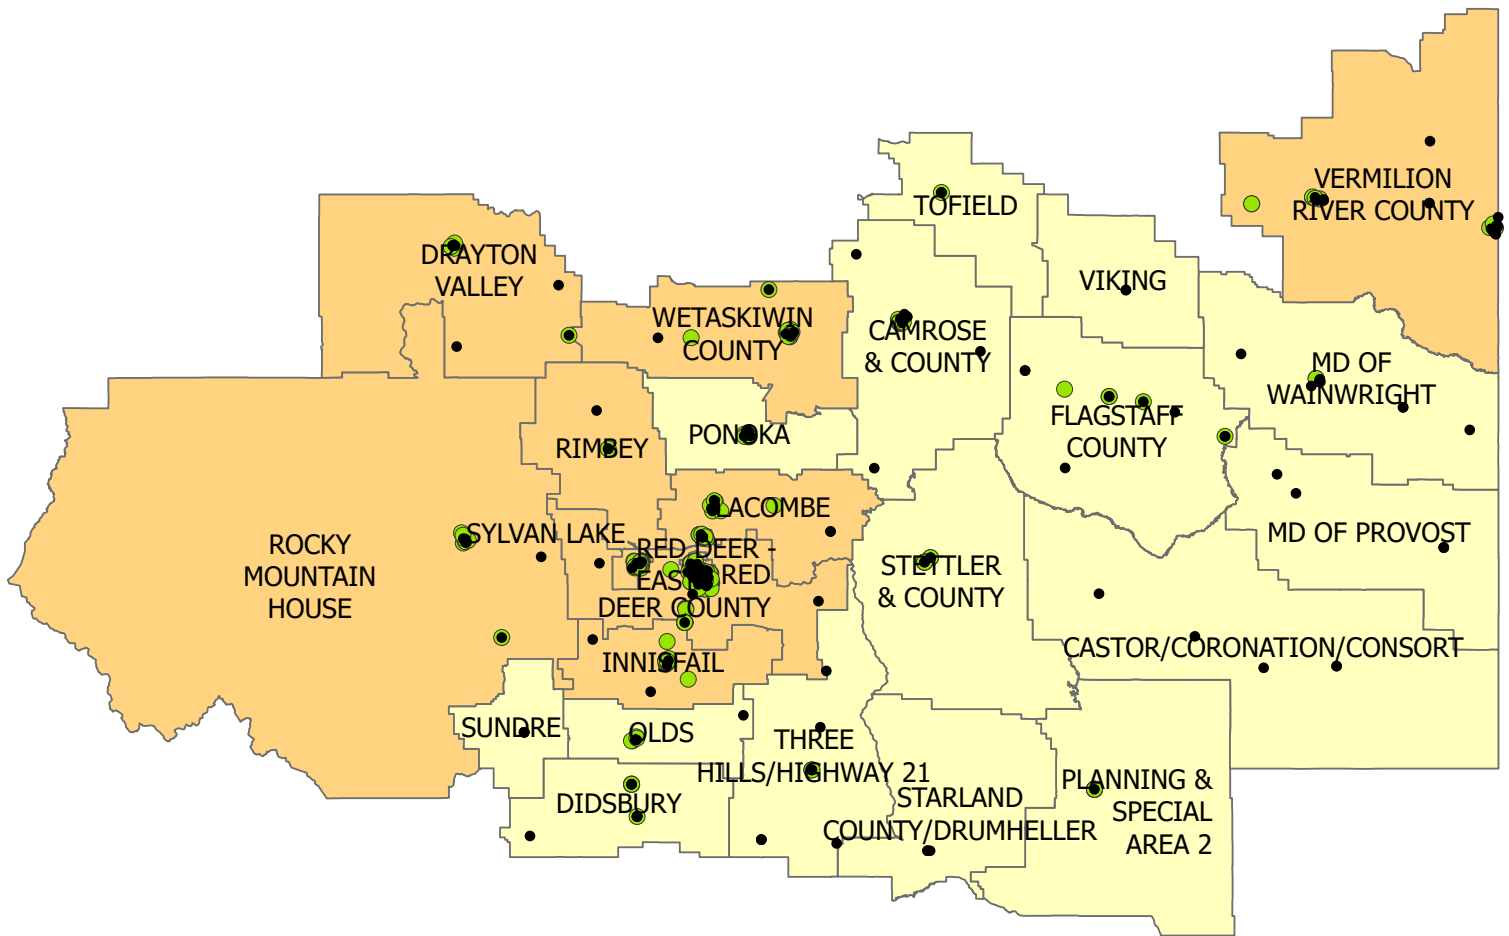 VERMILION
RIVER COUNTY
TOFIELD
DRAYTON
VALLEY
VIKING
WETASKIWIN
COUNTY
CAMROSE
& COUNTY
MD OF
WAINWRIGHT
FLAGSTAFF
COUNTY
PONOKA
RIMBEY
LACOMBE
SYLVAN LAKE
MD OF PROVOST
ROCKY
MOUNTAIN
HOUSE
RED DEER -
EAST
RED
DEER COUNTY
STETTLER
& COUNTY
CASTOR/CORONATION/CONSORT
INNISFAIL
SUNDRE
OLDS
THREE
HILLS/HIGHWAY 21
PLANNING &
SPECIAL
AREA 2
DIDSBURY
STARLAND
COUNTY/DRUMHELLER